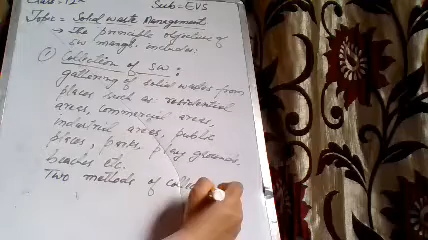 Sub = EVS
Topic = Solid waste Management
→ The principle objective of
SW mangt. includes:
① Collection of SW :
gathering of solid wastes from
places such as residential
areas, commercial areas,
industrial areas, public
places, parks, play grounds,
beaches etc.
Two methods of colle